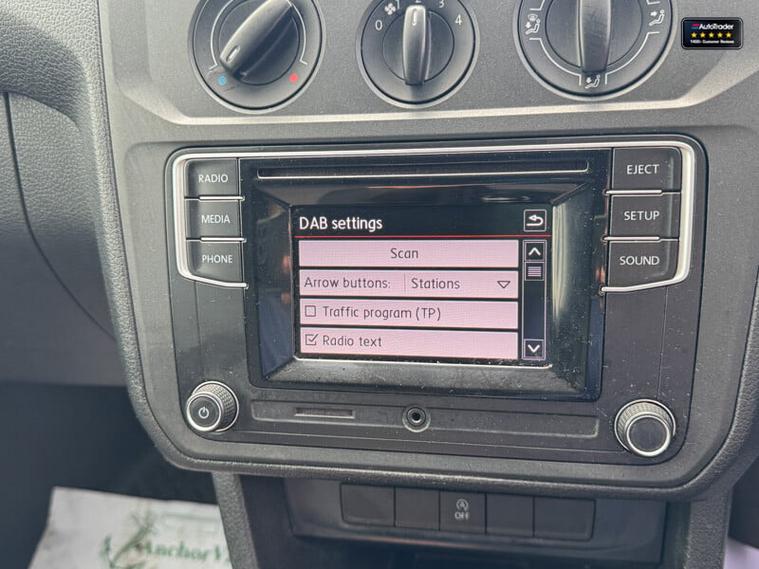 0
3
4
AutoTrader
RADIO
MEDIA
PHONE
EJECT
SETUP
SOUND
DAB settings
Scan
Arrow buttons: Stations
Traffic program (TP)
Radio text
OFF